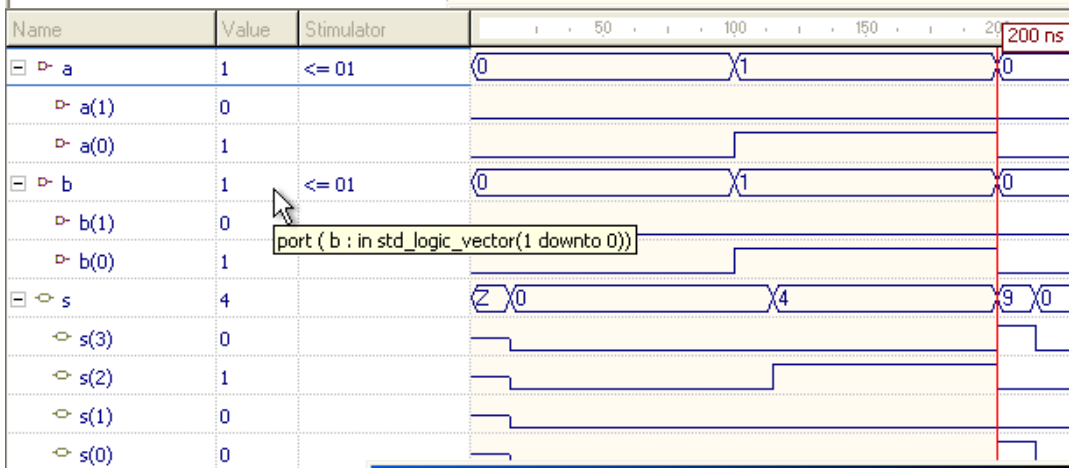 Name Value Stimulator 50 100 150 200 ns
a 1 <= 01 0 1 0
a(1) 0
a(0) 1
b 1 <= 01 0 1 0
b(1) 0
port ( b : in std_logic_vector(1 downto 0))
b(0) 1
s 4 Z 0 4 9 0
s(3) 0
s(2) 1
s(1) 0
s(0) 0